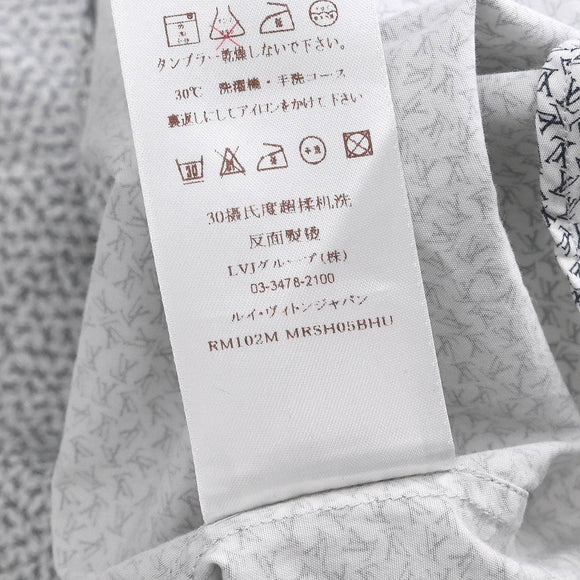 タンブラー乾燥しないで下さい。
30℃ 洗濯機・手洗コース
裏返しにしてアイロンをかけて下さい
30攝氏度超柔机洗
反面熨燙
LVJグループ(株)
03-3478-2100
ルイ・ヴィトンジャパン
RM102M MRSH05BHU